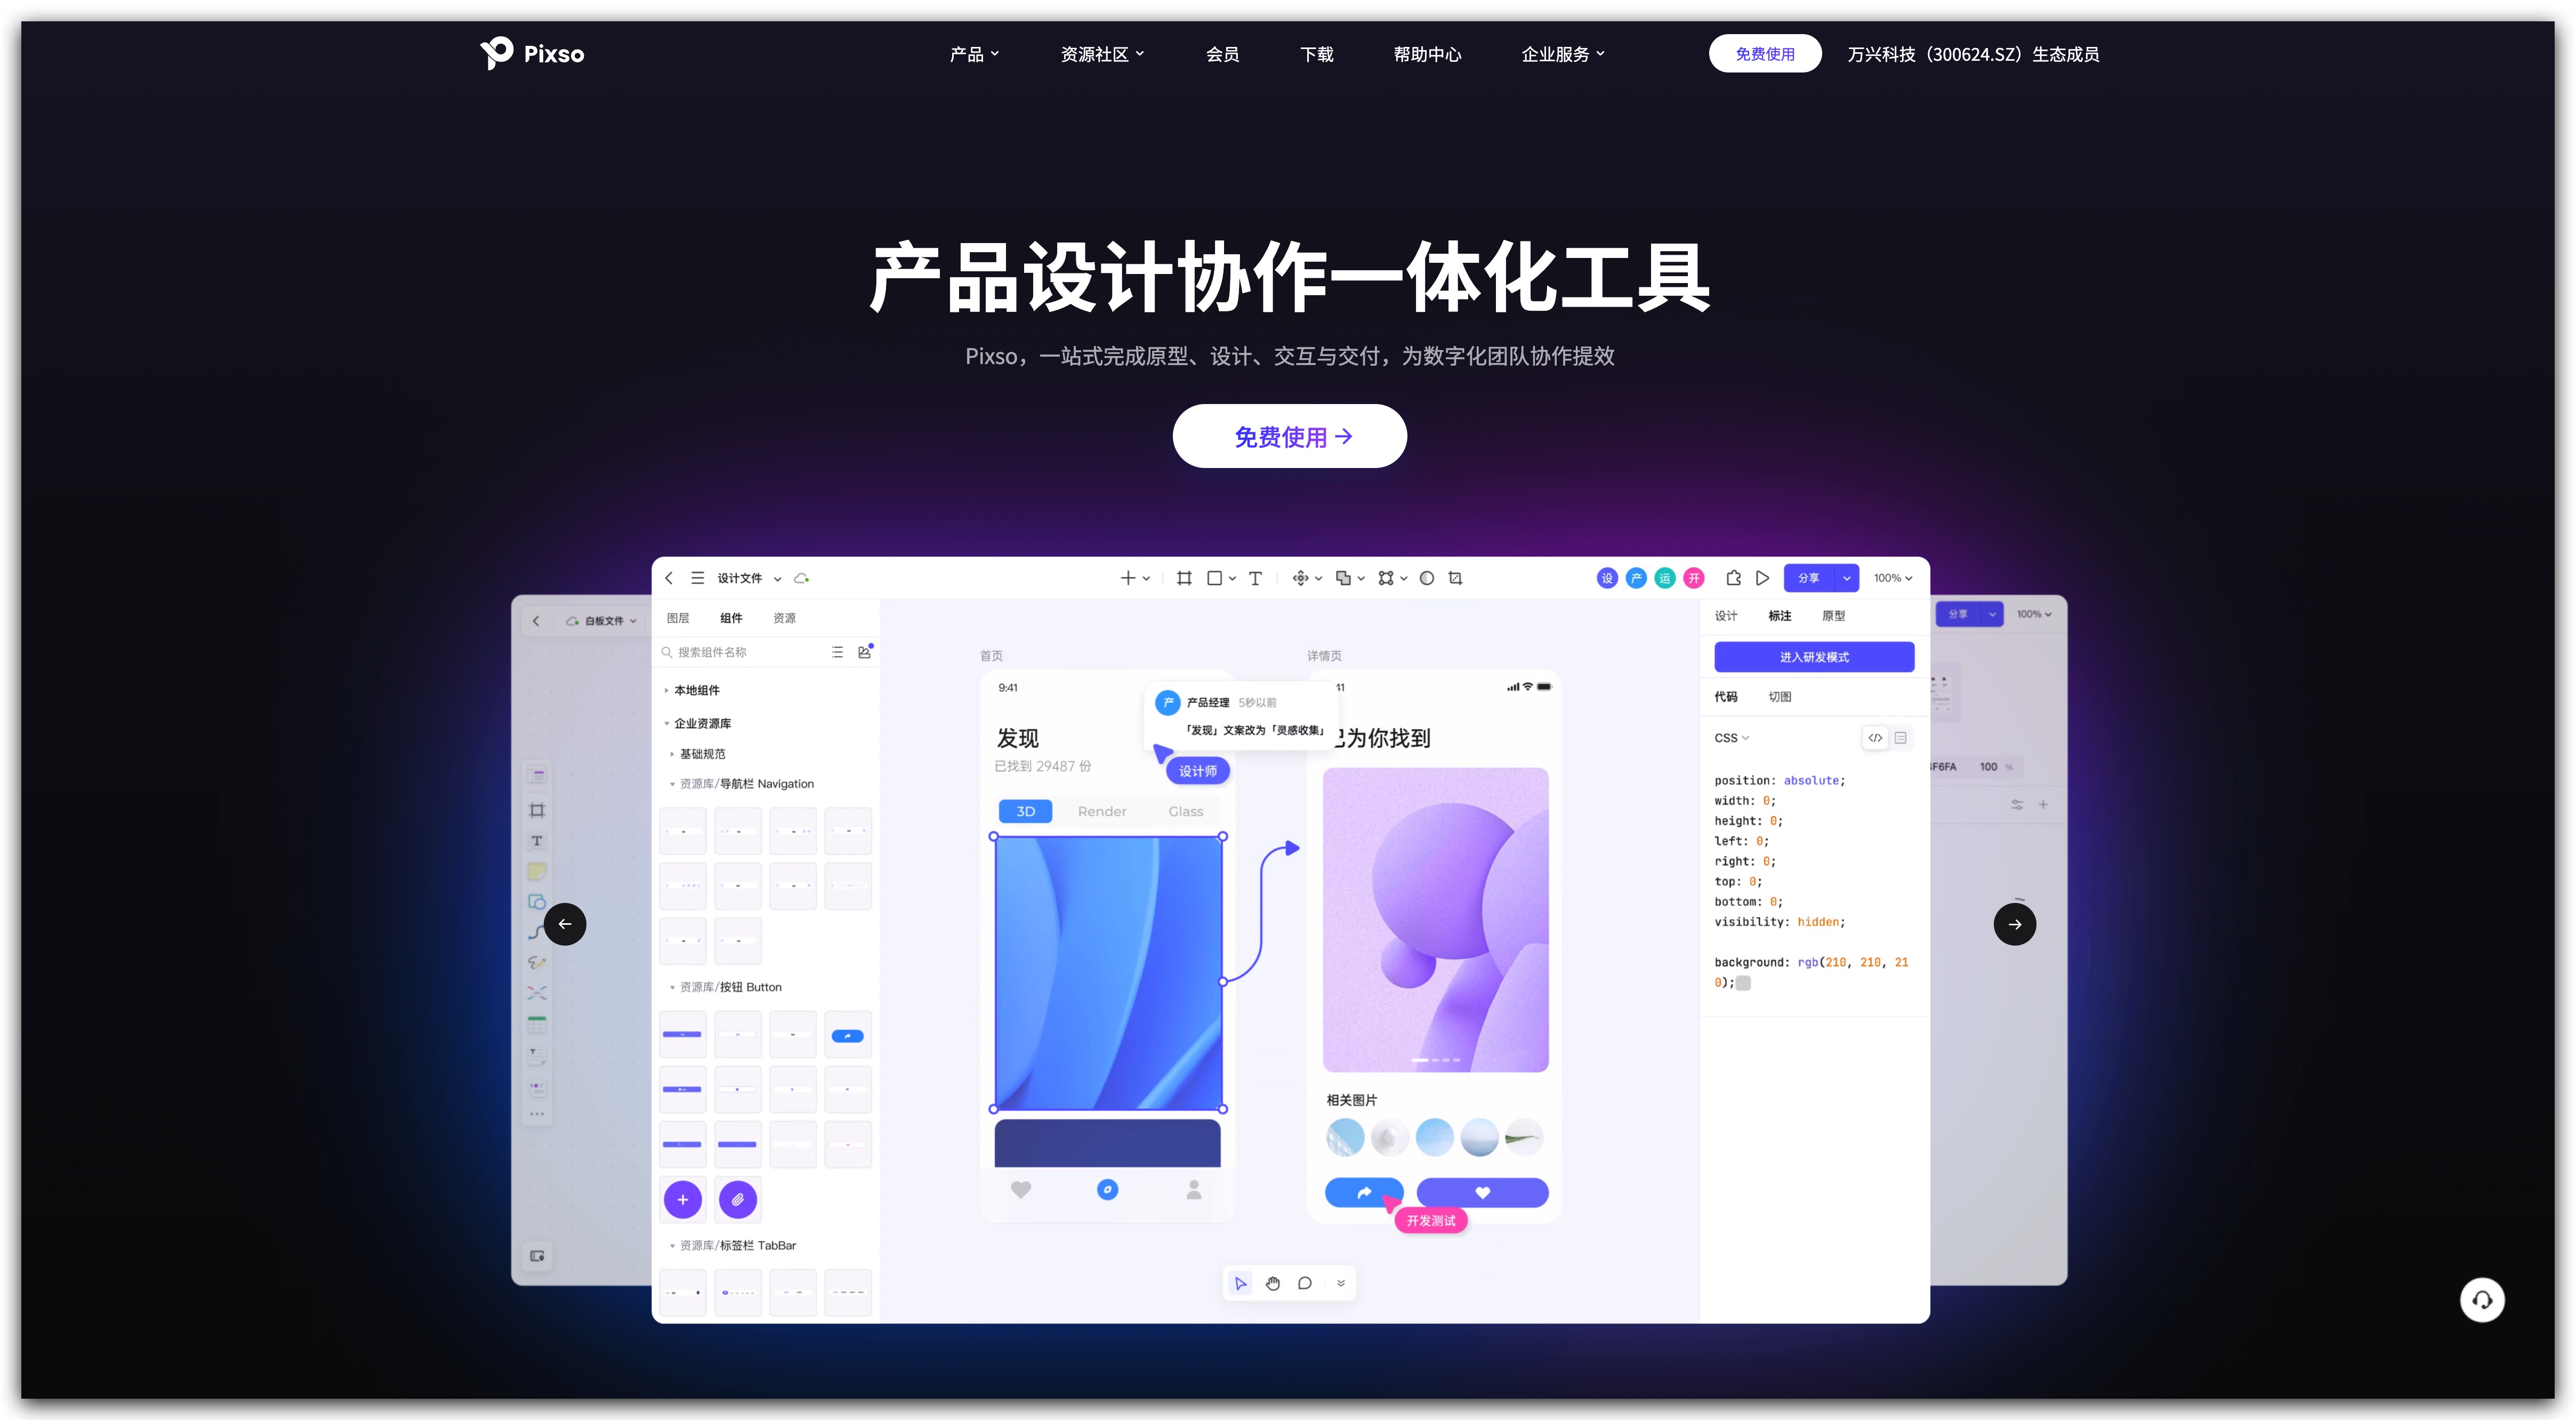 Pixso
产品
资源社区
会员
下载
帮助中心
企业服务
免费使用
万兴科技（300624.SZ）生态成员
产品设计协作一体化工具
Pixso，一站式完成原型、设计、交互与交付，为数字化团队协作提效
免费使用
白板文件
设计文件
设
产
运
开
分享
100%
分享
100%
图层
组件
资源
搜索组件名称
本地组件
企业资源库
基础规范
资源库/导航栏 Navigation
资源库/按钮 Button
资源库/标签栏 TabBar
首页
9:41
发现
已找到 29487 份
3D
Render
Glass
产
产品经理
5秒以前
「发现」文案改为「灵感收集」
设计师
详情页
41
已为你找到
相关图片
开发测试
设计
标注
原型
进入研发模式
代码
切图
CSS
position: absolute;
width: 0;
height: 0;
left: 0;
right: 0;
top: 0;
bottom: 0;
visibility: hidden;
background: rgb(210, 210, 21
0);
F6FA
100
%